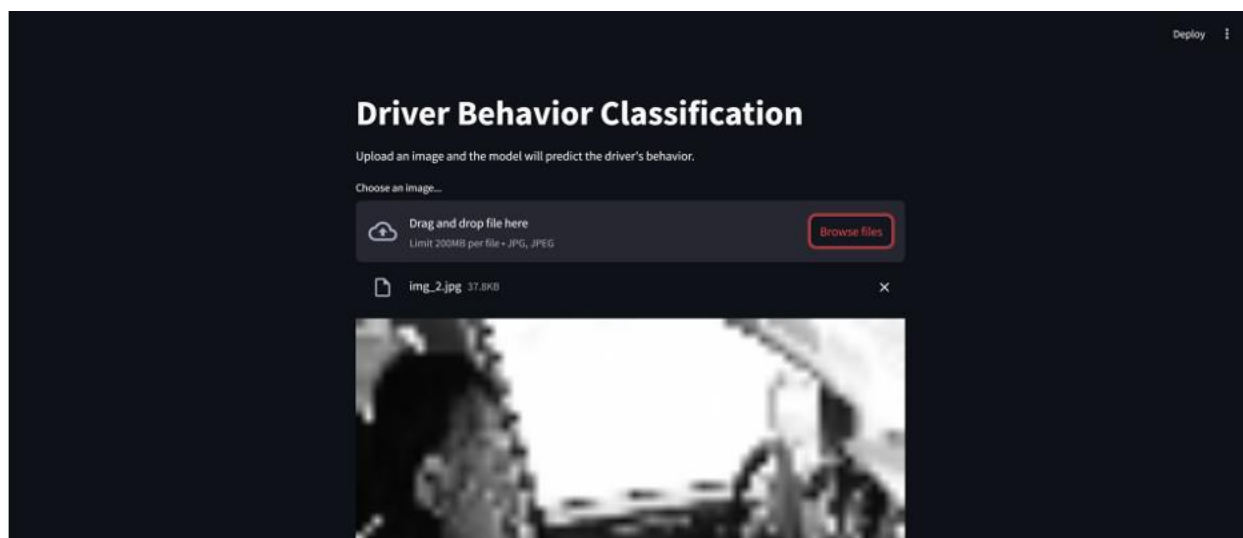 Deploy
Driver Behavior Classification
Upload an image and the model will predict the driver's behavior.
Choose an image...
Drag and drop file here
Browse files
Limit 200MB per file • JPG, JPEG
img_2.jpg 37.8KB